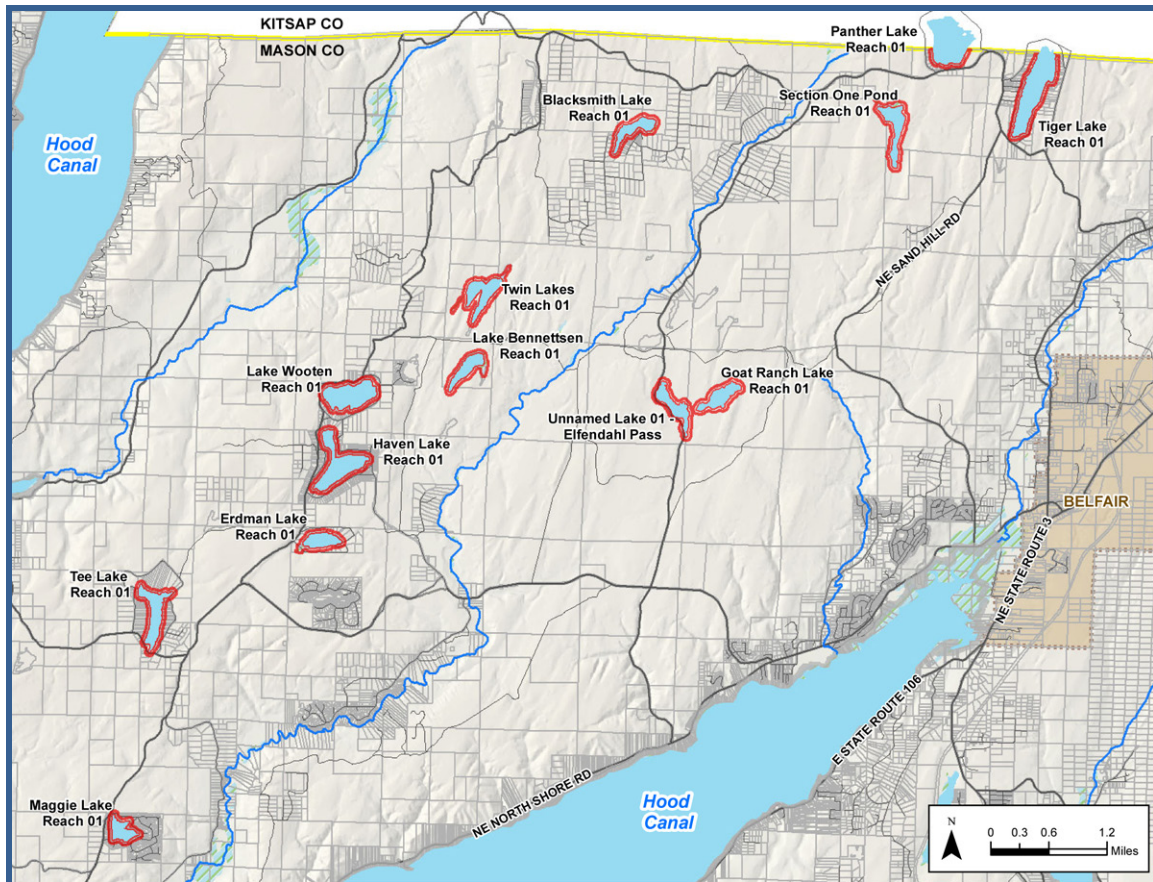 KITSAP CO
MASON CO
Panther Lake
Reach 01
Blacksmith Lake
Reach 01
Section One Pond
Reach 01
Tiger Lake
Reach 01
Hood
Canal
NE SAND HILL RD
Twin Lakes
Reach 01
Lake Bennettsen
Reach 01
Lake Wooten
Reach 01
Goat Ranch Lake
Reach 01
Unnamed Lake 01 -
Elfendahl Pass
Haven Lake
Reach 01
BELFAIR
Erdman Lake
Reach 01
NE STATE ROUTE 3
Tee Lake
Reach 01
E STATE ROUTE 106
NE NORTH SHORE RD
Hood
Canal
Maggie Lake
Reach 01
N
0 0.3 0.6 1.2
Miles